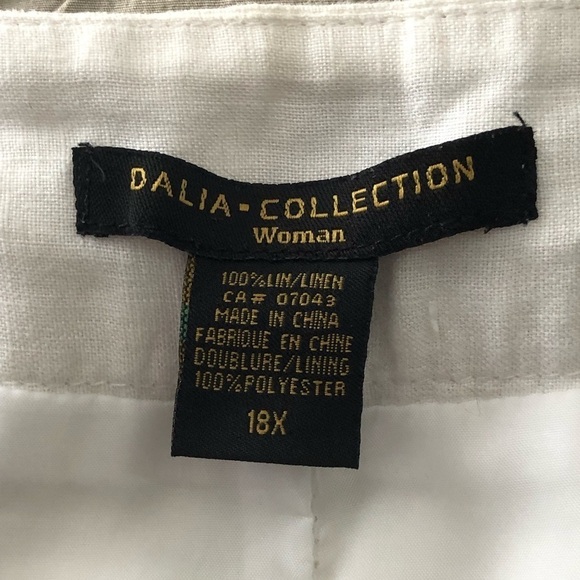 DALIA-COLLECTION
Woman
100%LIN/LINEN
CA# 07043
MADE IN CHINA
FABRIQUE EN CHINE
DOUBLURE/LINING
100%POLYESTER
18X